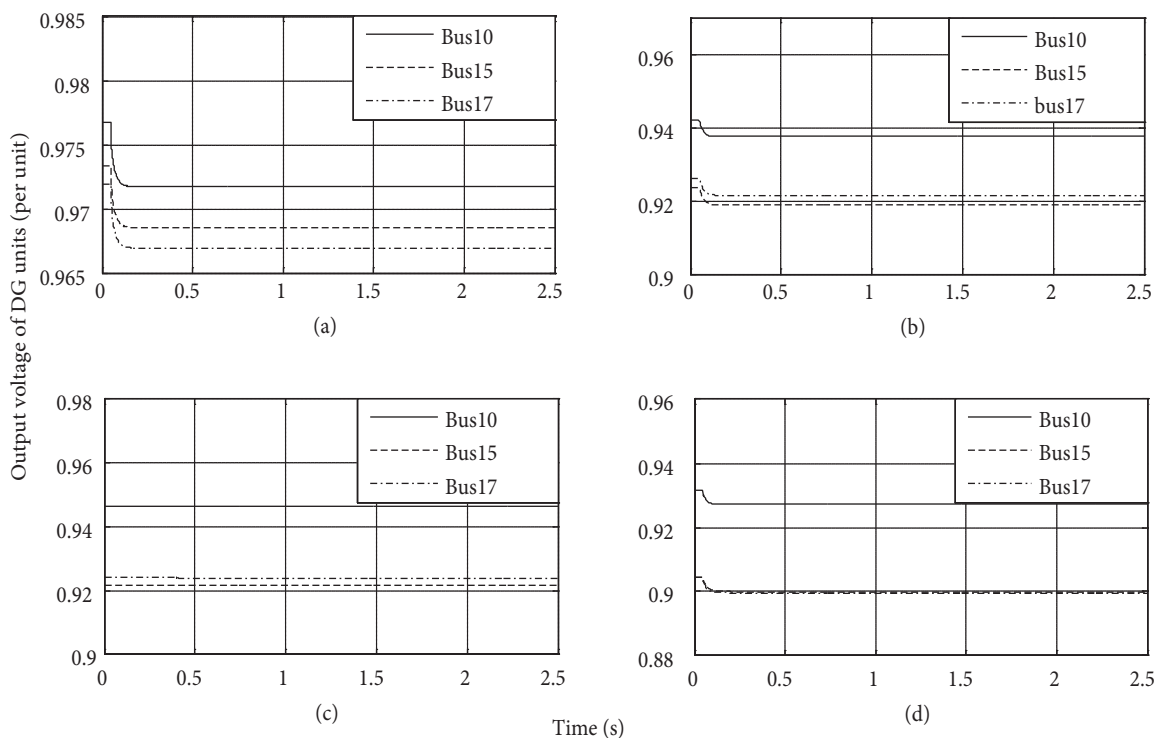 Output voltage of DG units (per unit)
0.985
0.98
0.975
0.97
0.965
0
0.5
1
1.5
2
2.5
Bus10
Bus15
Bus17
(a)
0.96
0.94
0.92
0.9
0
0.5
1
1.5
2
2.5
Bus10
Bus15
bus17
(b)
0.98
0.96
0.94
0.92
0.9
0
0.5
1
1.5
2
2.5
Bus10
Bus15
Bus17
(c)
0.96
0.94
0.92
0.9
0.88
0
0.5
1
1.5
2
2.5
Bus10
Bus15
Bus17
(d)
Time (s)